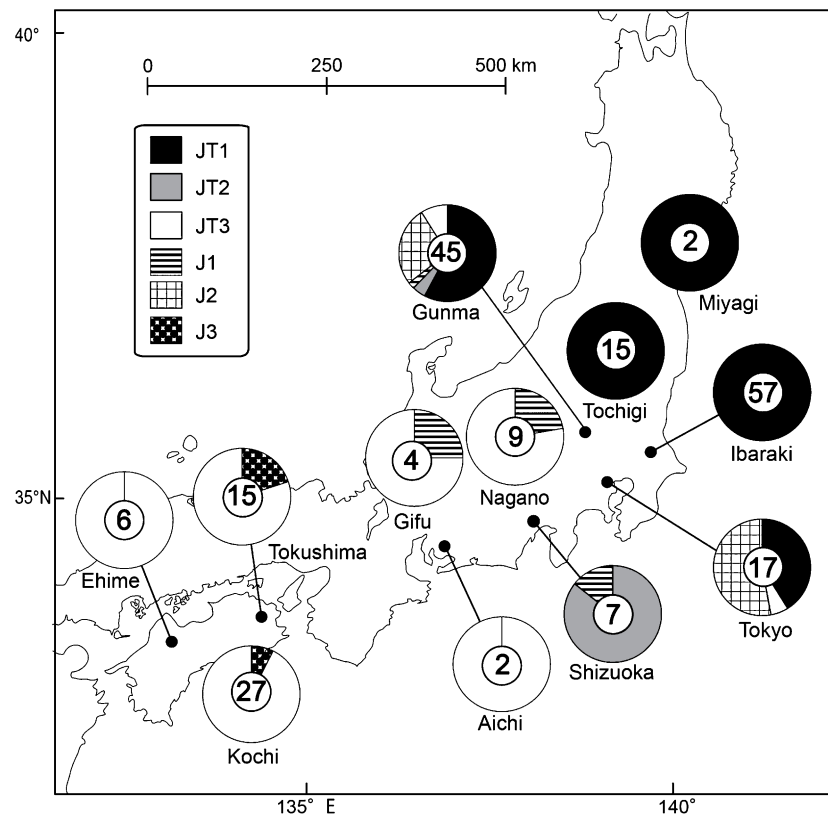 40°
0 250 500 km
JT1
JT2
JT3
J1
J2
J3
45
Gunma
2
Miyagi
15
Tochigi
57
Ibaraki
9
Nagano
4
Gifu
35°N
15
Tokushima
6
Ehime
17
Tokyo
7
Shizuoka
2
Aichi
27
Kochi
135° E 140°